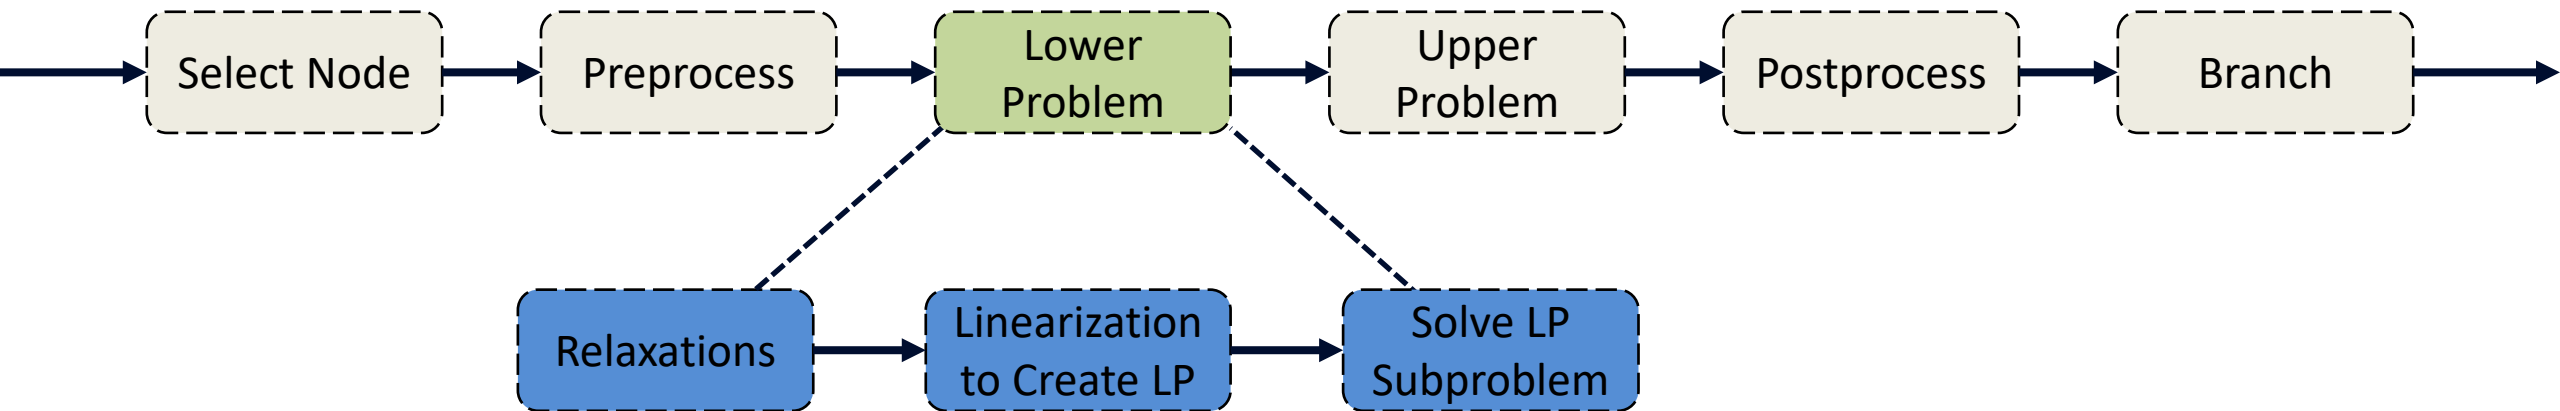 Select Node
Preprocess
Lower
Problem
Upper
Problem
Postprocess
Branch
Relaxations
Linearization
to Create LP
Solve LP
Subproblem